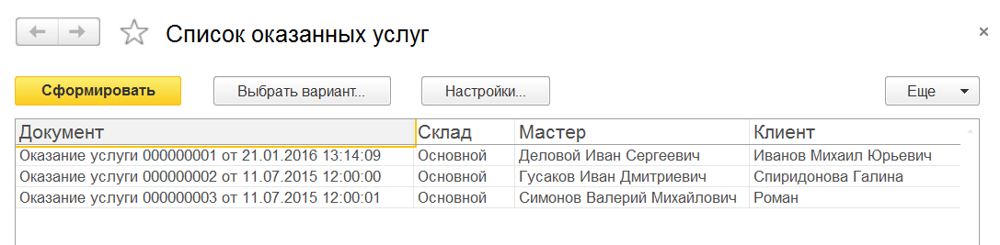 Список оказанных услуг
Сформировать Выбрать вариант... Настройки... Еще
Документ Склад Мастер Клиент
Оказание услуги 000000001 от 21.01.2016 13:14:09 Основной Деловой Иван Сергеевич Иванов Михаил Юрьевич
Оказание услуги 000000002 от 11.07.2015 12:00:00 Основной Гусаков Иван Дмитриевич Спиридонова Галина
Оказание услуги 000000003 от 11.07.2015 12:00:01 Основной Симонов Валерий Михайлович Роман